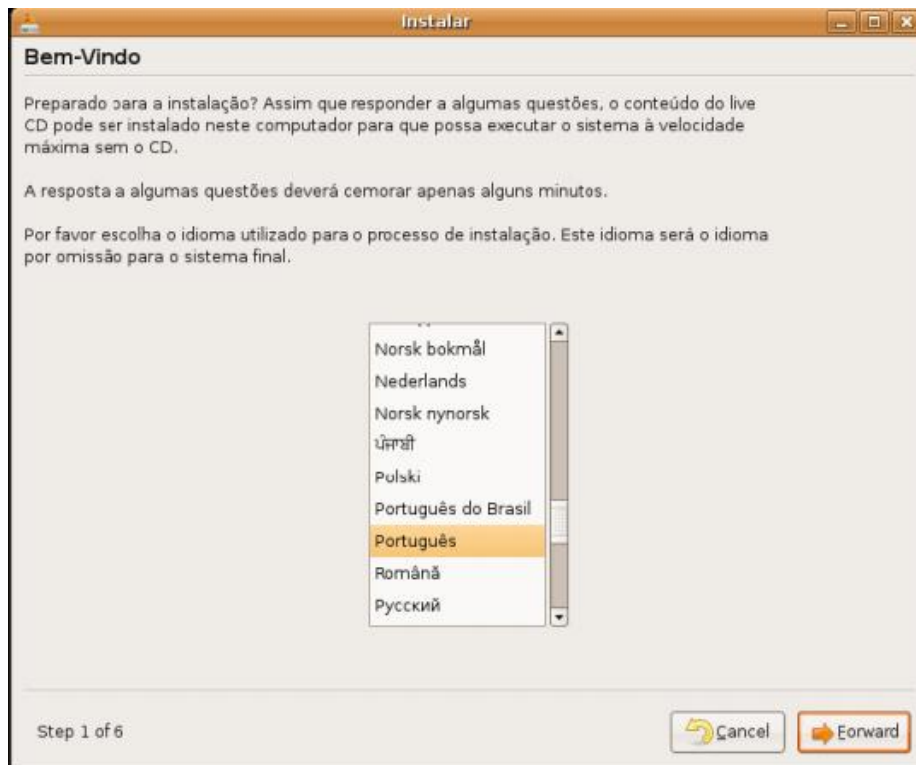 Instalar
Bem-Vindo
Preparado para a instalação? Assim que responder a algumas questões, o conteúdo do live
CD pode ser instalado neste computador para que possa executar o sistema à velocidade
máxima sem o CD.
A resposta a algumas questões deverá cemorar apenas alguns minutos.
Por favor escolha o idioma utilizado para o processo de instalação. Este idioma será o idioma
por omissão para o sistema final.
Norsk bokmål
Nederlands
Norsk nynorsk
ਪੰਜਾਬੀ
Polski
Português do Brasil
Português
Română
Русский
Step 1 of 6
Cancel
Forward